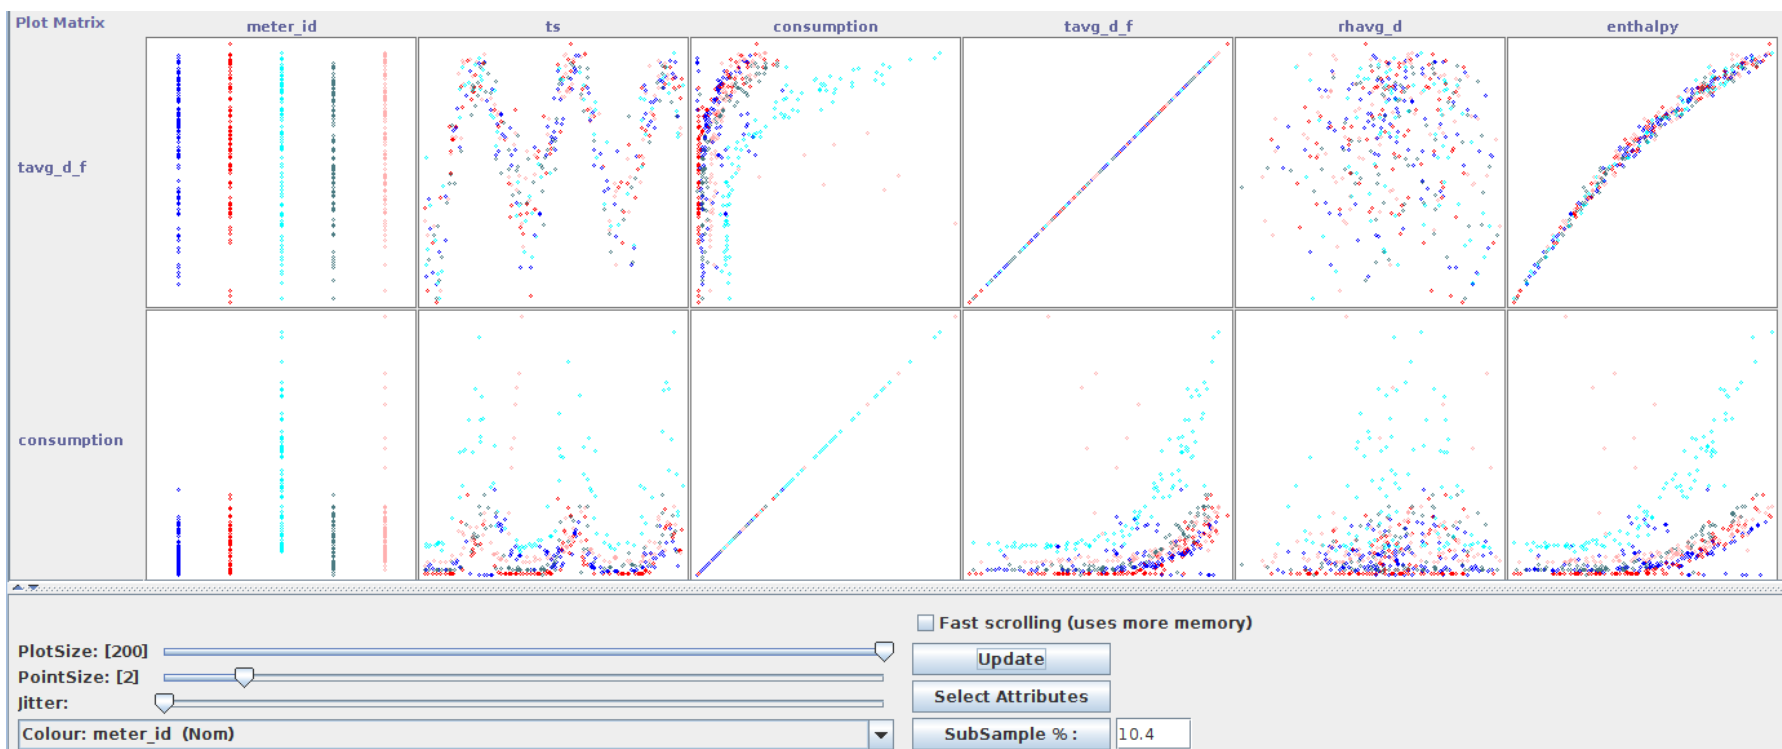 Plot Matrix
meter_id ts consumption tavg_d_f rhavg_d enthalpy
tavg_d_f
consumption
Fast scrolling (uses more memory)
PlotSize: [200]
Update
PointSize: [2]
Select Attributes
Jitter:
Colour: meter_id (Nom)
SubSample % : 10.4